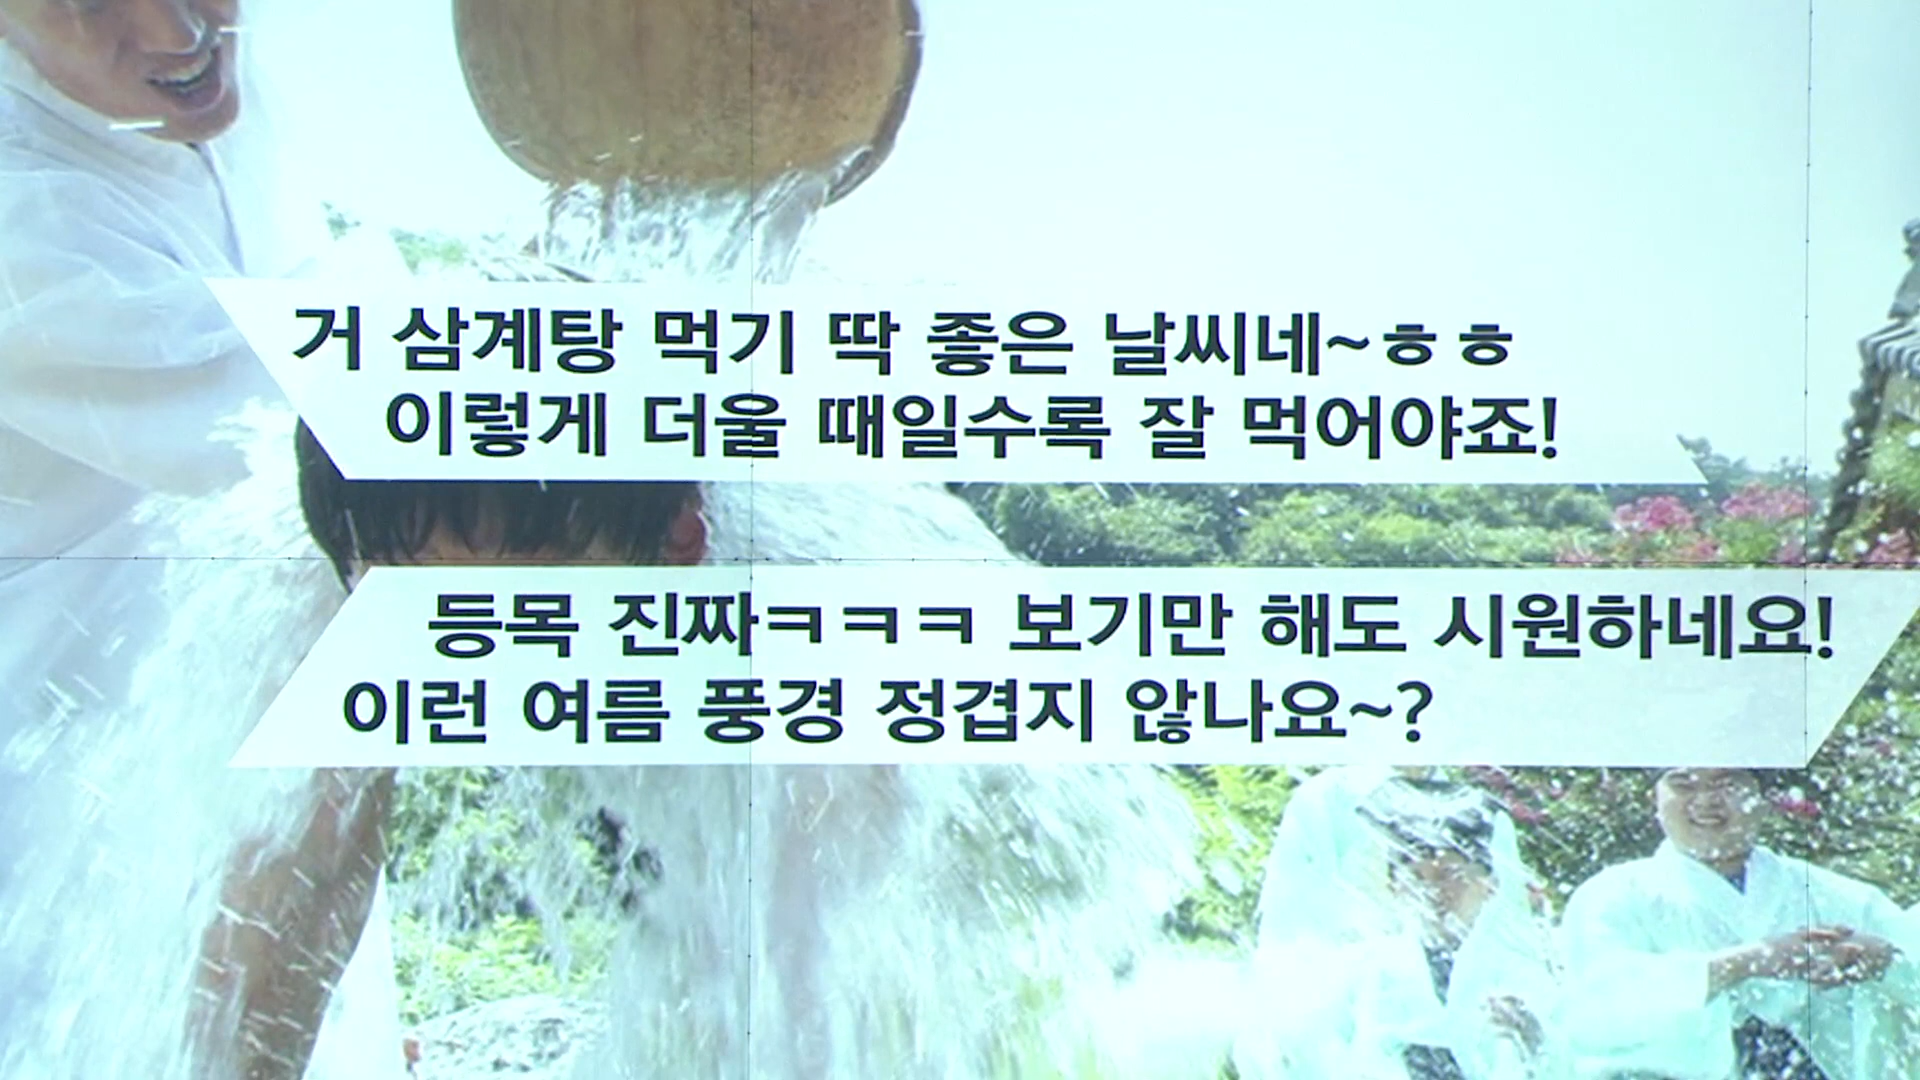 거 삼계탕 먹기 딱 좋은 날씨네~ㅎㅎ
이렇게 더울 때일수록 잘 먹어야죠!
등목 진짜ㅋㅋㅋ 보기만 해도 시원하네요!
이런 여름 풍경 정겹지 않나요~?